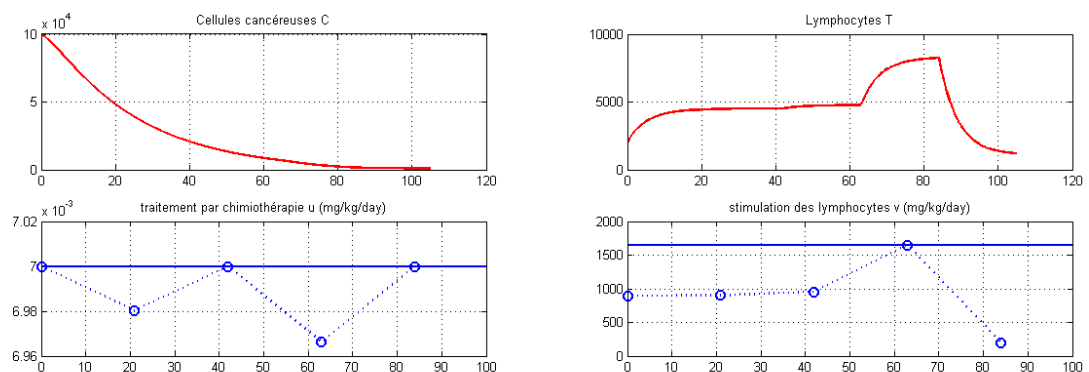 Cellules cancéreuses C
x 10^4
10
5
0
0 20 40 60 80 100 120
Lymphocytes T
10000
5000
0
0 20 40 60 80 100 120
traitement par chimiothérapie u (mg/kg/day)
x 10^-3
7.02
7
6.98
6.96
0 10 20 30 40 50 60 70 80 90 100
stimulation des lymphocytes v (mg/kg/day)
2000
1500
1000
500
0
0 10 20 30 40 50 60 70 80 90 100